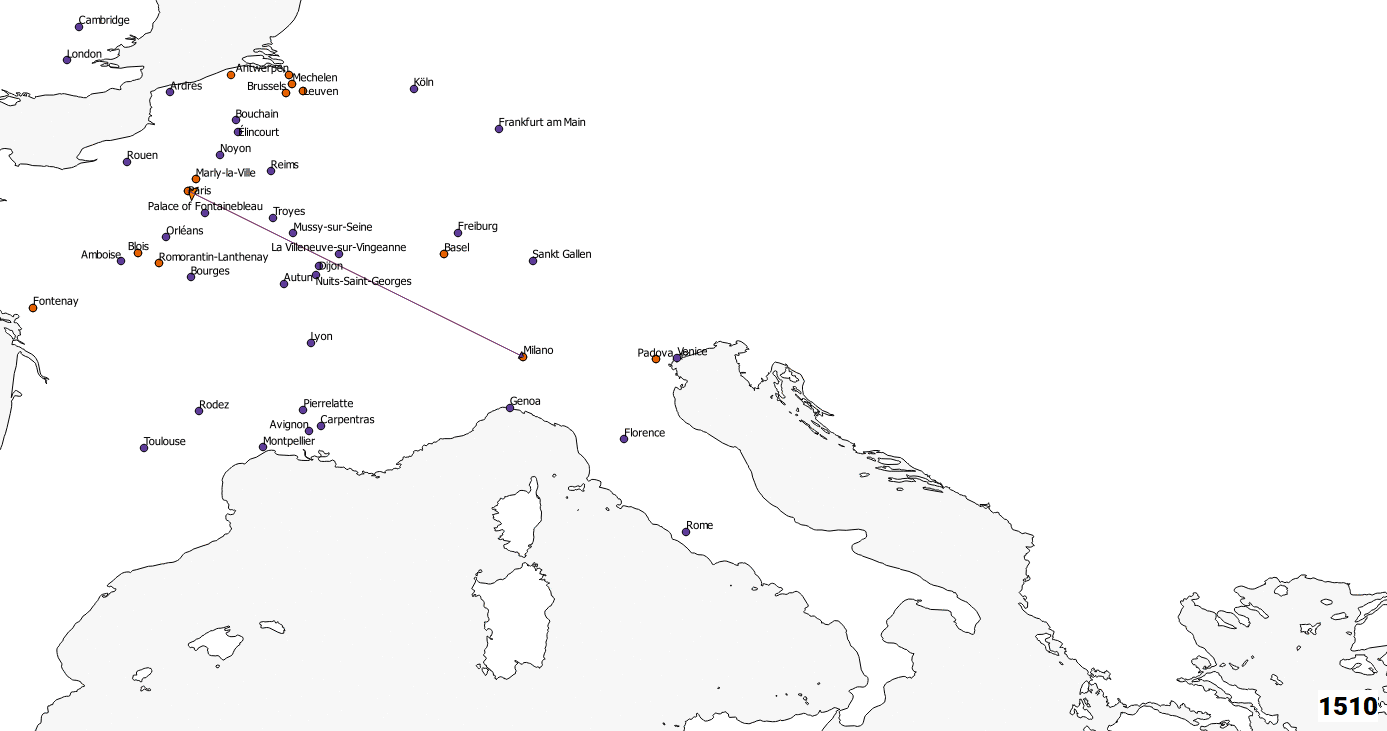 Cambridge
London
Antwerpen
Mechelen
Ardres
Brussels
Leuven
Köln
Bouchain
Élincourt
Frankfurt am Main
Noyon
Rouen
Reims
Marly-la-Ville
Paris
Palace of Fontainebleau
Troyes
Mussy-sur-Seine
Freiburg
Orléans
Blois
La Villeneuve-sur-Vingeanne
Basel
Amboise
Romorantin-Lanthenay
Sankt Gallen
Dijon
Bourges
Autun
Nuits-Saint-Georges
Fontenay
Lyon
Milano
Padova
Venice
Rodez
Pierrelatte
Genoa
Avignon
Carpentras
Toulouse
Montpellier
Florence
Rome
1510